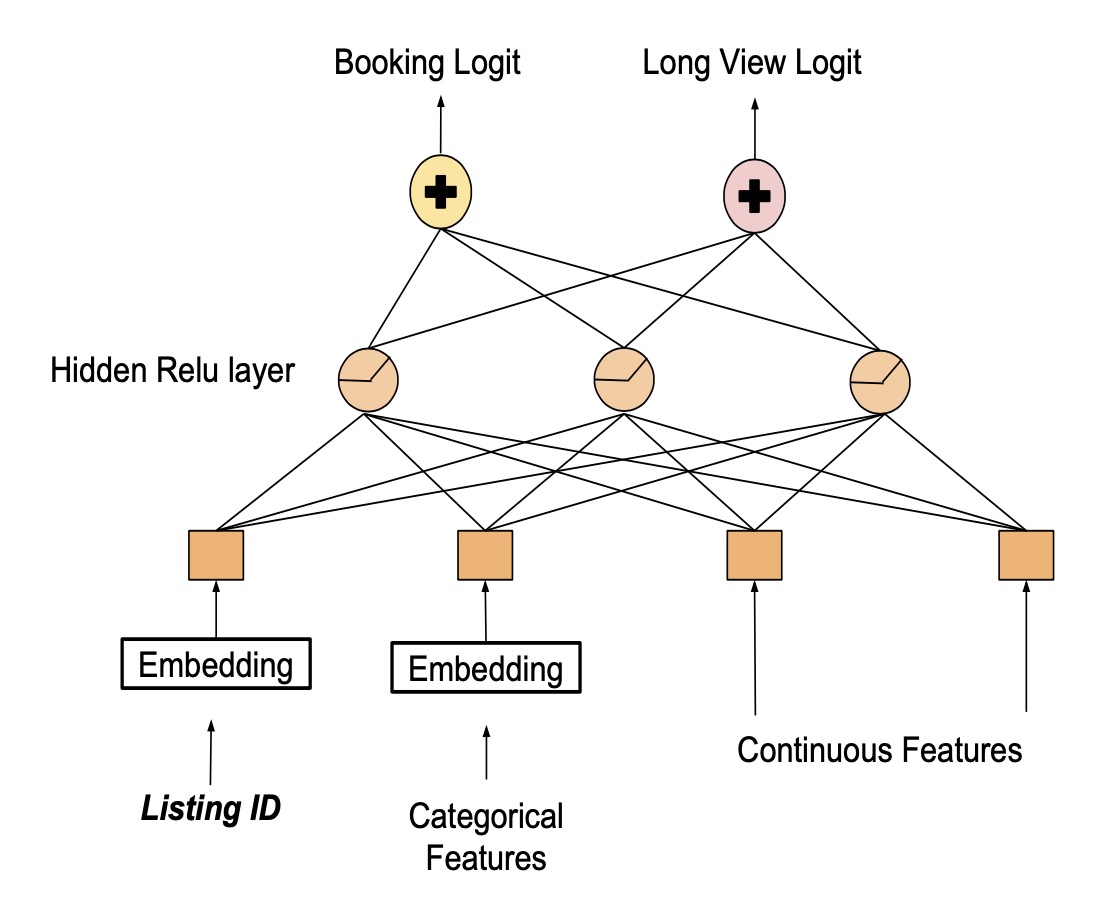 Booking Logit
Long View Logit
Hidden Relu layer
Embedding
Embedding
Listing ID
Categorical
Features
Continuous Features